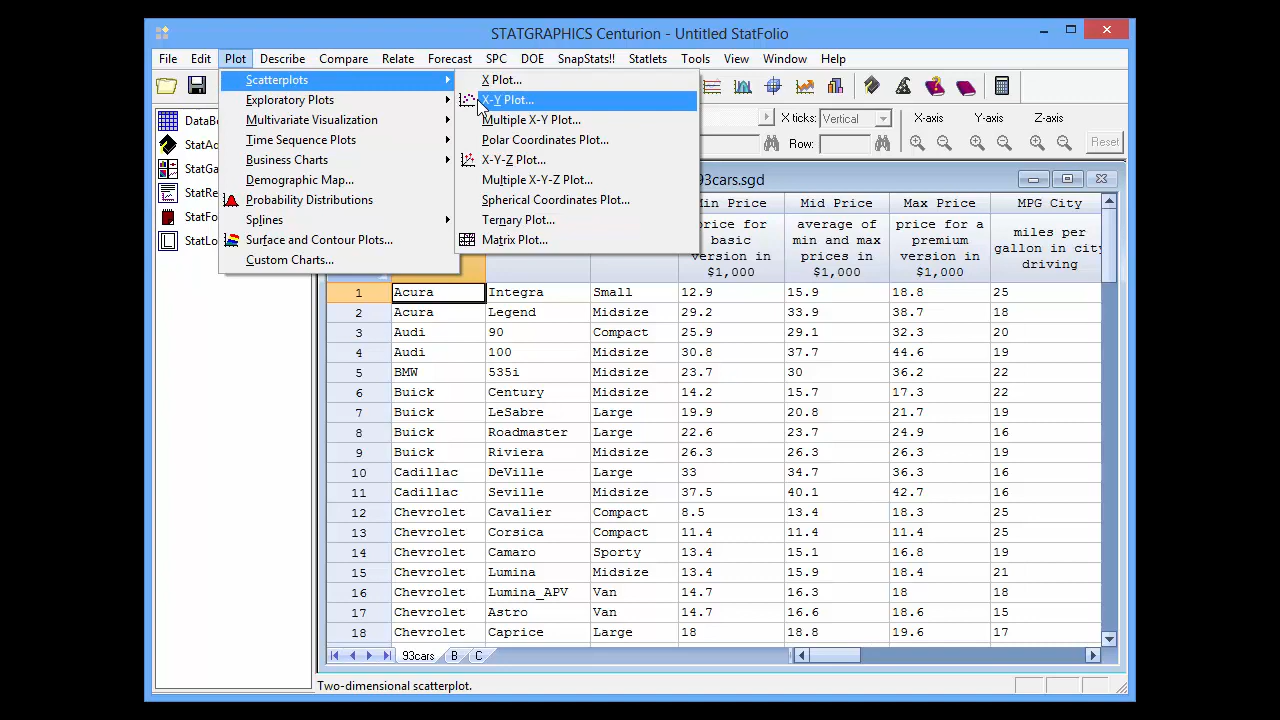 STATGRAPHICS Centurion - Untitled StatFolio
File Edit Plot Describe Compare Relate Forecast SPC DOE SnapStats!! Statlets Tools View Window Help
Scatterplots
Exploratory Plots
Multivariate Visualization
Time Sequence Plots
Business Charts
Demographic Map...
Probability Distributions
Splines
Surface and Contour Plots...
Custom Charts...
X Plot...
X-Y Plot...
Multiple X-Y Plot...
Polar Coordinates Plot...
X-Y-Z Plot...
Multiple X-Y-Z Plot...
Spherical Coordinates Plot...
Ternary Plot...
Matrix Plot...
X ticks: Vertical X-axis Y-axis Z-axis
Row: Reset
93cars.sgd
Min Price Mid Price Max Price MPG City
price for basic version in $1,000
average of min and max prices in $1,000
price for a premium version in $1,000
miles per gallon in city driving
1 Acura Integra Small 12.9 15.9 18.8 25
2 Acura Legend Midsize 29.2 33.9 38.7 18
3 Audi 90 Compact 25.9 29.1 32.3 20
4 Audi 100 Midsize 30.8 37.7 44.6 19
5 BMW 535i Midsize 23.7 30 36.2 22
6 Buick Century Midsize 14.2 15.7 17.3 22
7 Buick LeSabre Large 19.9 20.8 21.7 19
8 Buick Roadmaster Large 22.6 23.7 24.9 16
9 Buick Riviera Midsize 26.3 26.3 26.3 19
10 Cadillac DeVille Large 33 34.7 36.3 16
11 Cadillac Seville Midsize 37.5 40.1 42.7 16
12 Chevrolet Cavalier Compact 8.5 13.4 18.3 25
13 Chevrolet Corsica Compact 11.4 11.4 11.4 25
14 Chevrolet Camaro Sporty 13.4 15.1 16.8 19
15 Chevrolet Lumina Midsize 13.4 15.9 18.4 21
16 Chevrolet Lumina_APV Van 14.7 16.3 18 18
17 Chevrolet Astro Van 14.7 16.6 18.6 15
18 Chevrolet Caprice Large 18 18.8 19.6 17
93cars B C
Two-dimensional scatterplot.